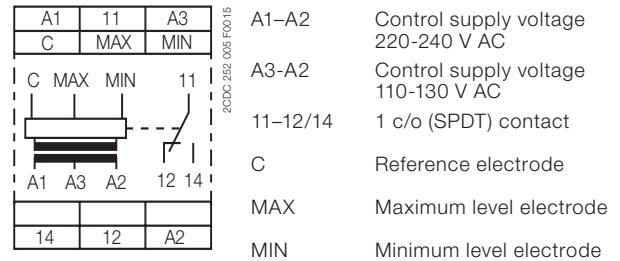 A1 11 A3
C MAX MIN
C MAX MIN 11
A1 A3 A2 12 14
14 12 A2
2CDC 252 005 F0015
A1–A2 Control supply voltage
220-240 V AC
A3-A2 Control supply voltage
110-130 V AC
11–12/14 1 c/o (SPDT) contact
C Reference electrode
MAX Maximum level electrode
MIN Minimum level electrode